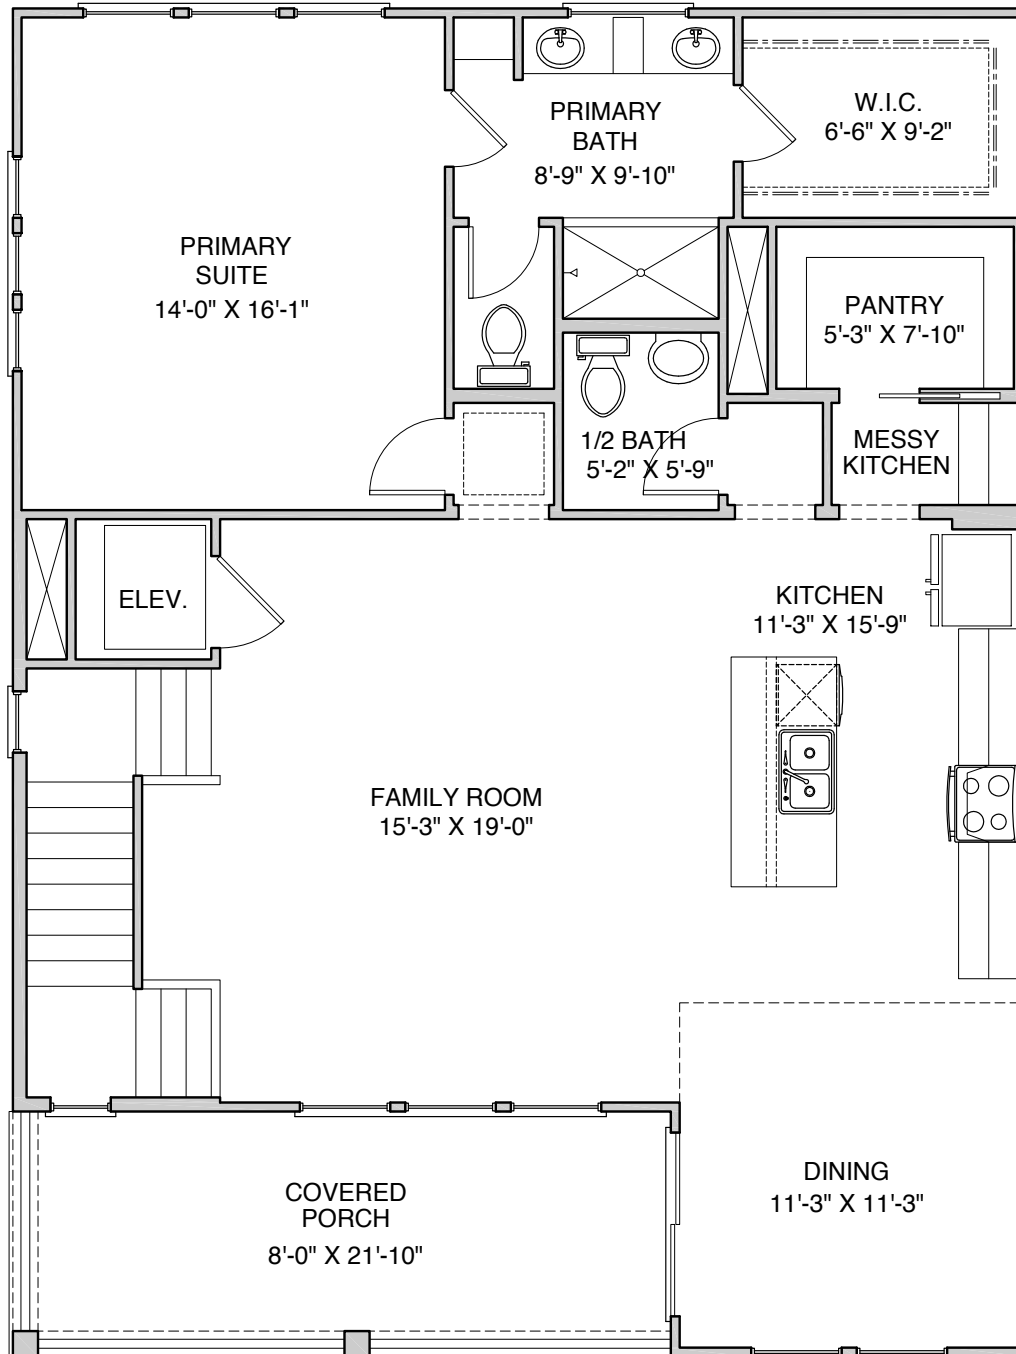 PRIMARY
BATH
8'-9" X 9'-10"
W.I.C.
6'-6" X 9'-2"
PRIMARY
SUITE
14'-0" X 16'-1"
PANTRY
5'-3" X 7'-10"
1/2 BATH
5'-2" X 5'-9"
MESSY
KITCHEN
ELEV.
KITCHEN
11'-3" X 15'-9"
FAMILY ROOM
15'-3" X 19'-0"
DINING
11'-3" X 11'-3"
COVERED
PORCH
8'-0" X 21'-10"